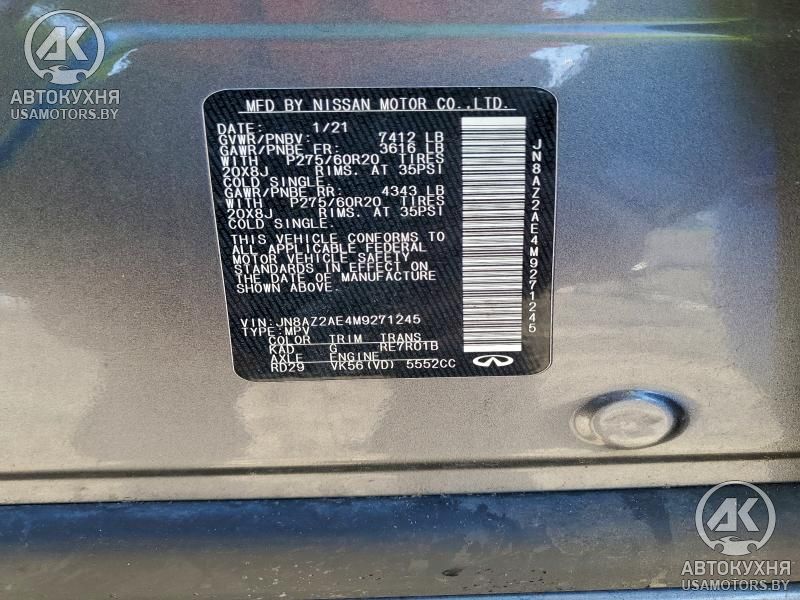 AK
АВТОКУХНЯ
USAMOTORS.BY
MFD BY NISSAN MOTOR CO.,LTD.
DATE: 1/21
GVWR/PNBV: 7412 LB
GAWR/PNBE FR: 3616 LB
WITH P275/60R20 TIRES
20X8J RIMS. AT 35PSI
COLD SINGLE.
GAWR/PNBE RR: 4343 LB
WITH P275/60R20 TIRES
20X8J RIMS. AT 35PSI
COLD SINGLE.
THIS VEHICLE CONFORMS TO
ALL APPLICABLE FEDERAL
MOTOR VEHICLE SAFETY
STANDARDS IN EFFECT ON
THE DATE OF MANUFACTURE
SHOWN ABOVE.
VIN: JN8AZ2AE4M9271245
TYPE: MPV
COLOR TRIM TRANS
KAD G RE7R01B
AXLE ENGINE
RD29 VK56(VD) 5552CC
JN8AZ2AE4M9271245
INFINITI
AK
АВТОКУХНЯ
USAMOTORS.BY